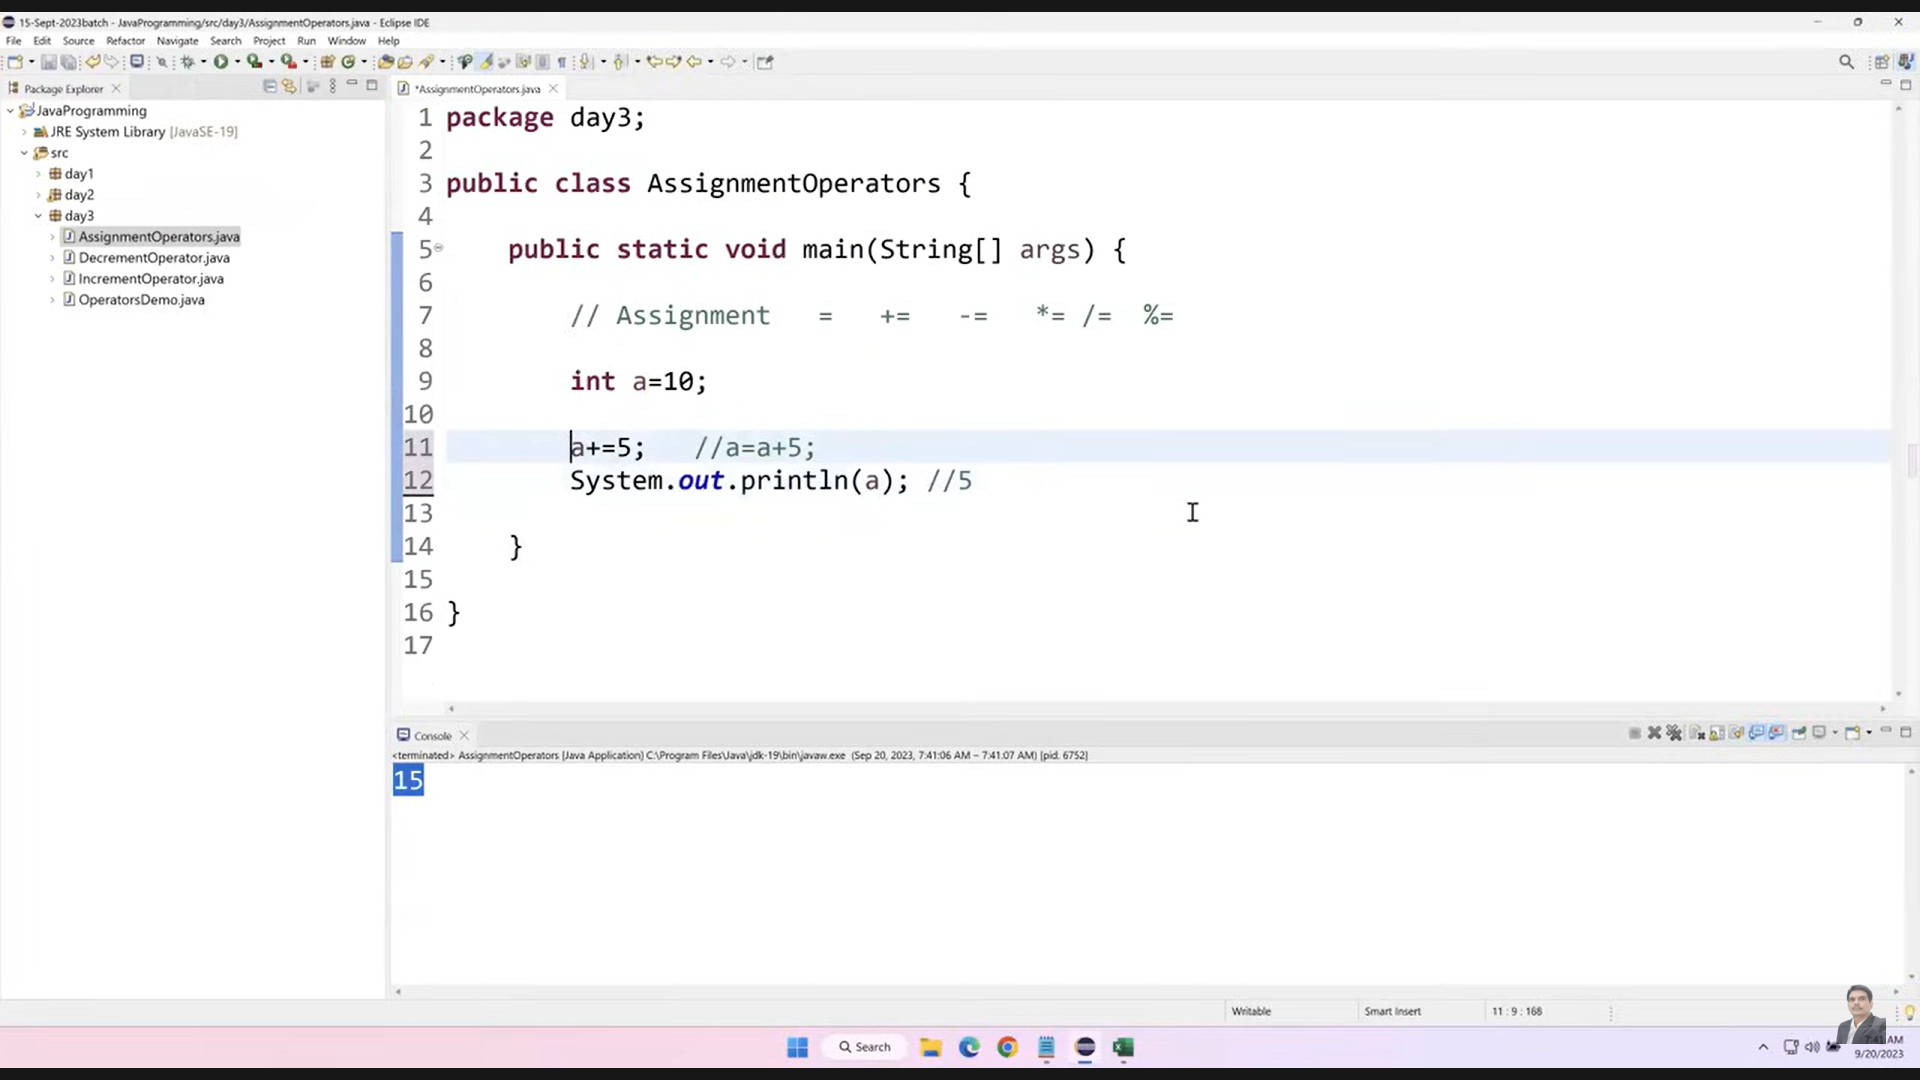 15-Sept-2023batch - JavaProgramming/src/day3/AssignmentOperators.java - Eclipse IDE
File Edit Source Refactor Navigate Search Project Run Window Help
Package Explorer
JavaProgramming
JRE System Library [JavaSE-19]
src
day1
day2
day3
AssignmentOperators.java
DecrementOperator.java
IncrementOperator.java
OperatorsDemo.java
*AssignmentOperators.java
1 package day3;
2
3 public class AssignmentOperators {
4
5 public static void main(String[] args) {
6
7 // Assignment = += -= *= /= %=
8
9 int a=10;
10
11 a+=5; //a=a+5;
12 System.out.println(a); //5
13
14 }
15
16 }
17
Console
<terminated> AssignmentOperators [Java Application] C:\Program Files\Java\jdk-19\bin\javaw.exe (Sep 20, 2023, 7:41:06 AM – 7:41:07 AM) [pid: 6752]
15
Writable Smart Insert 11 : 9 : 168
Search
AM
9/20/2023